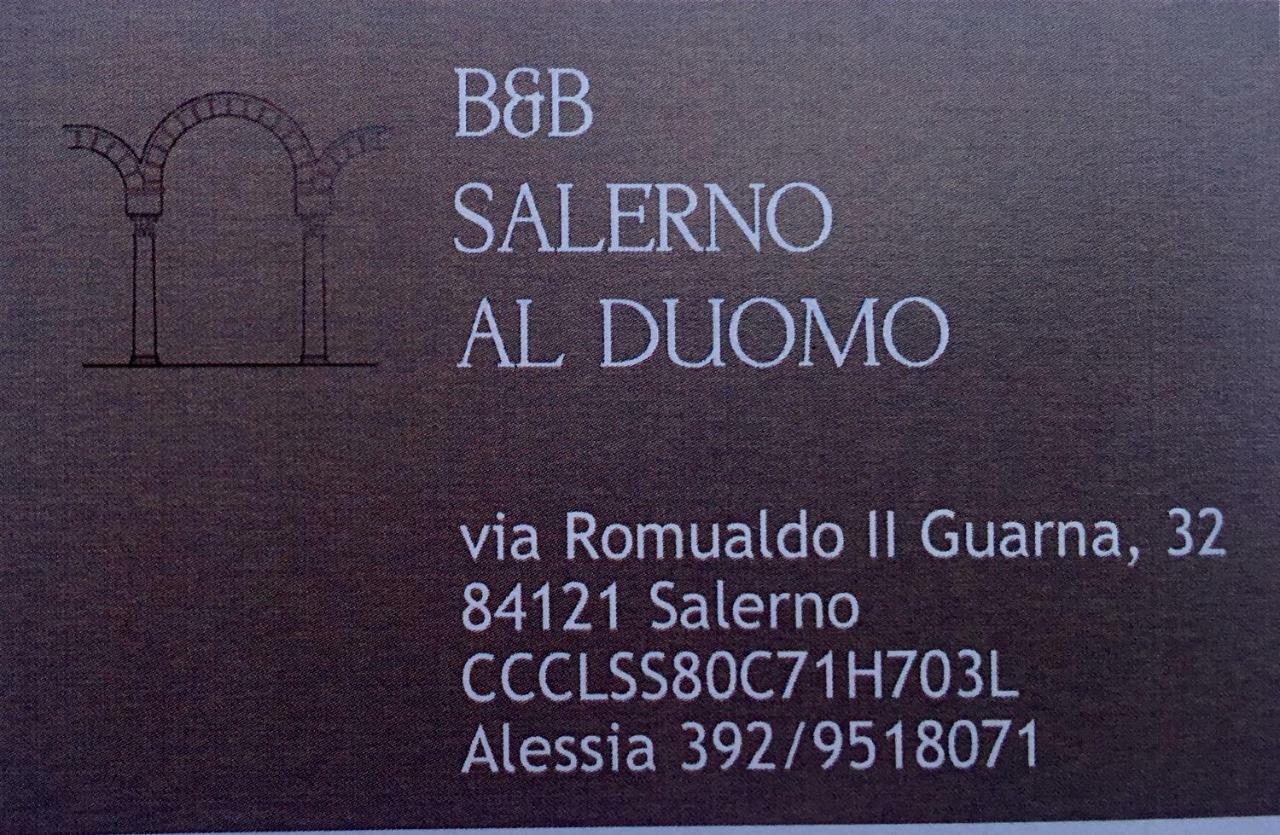 B&B
SALERNO
AL DUOMO
via Romualdo II Guarna, 32
84121 Salerno
CCCLSS80C71H703L
Alessia 392/9518071